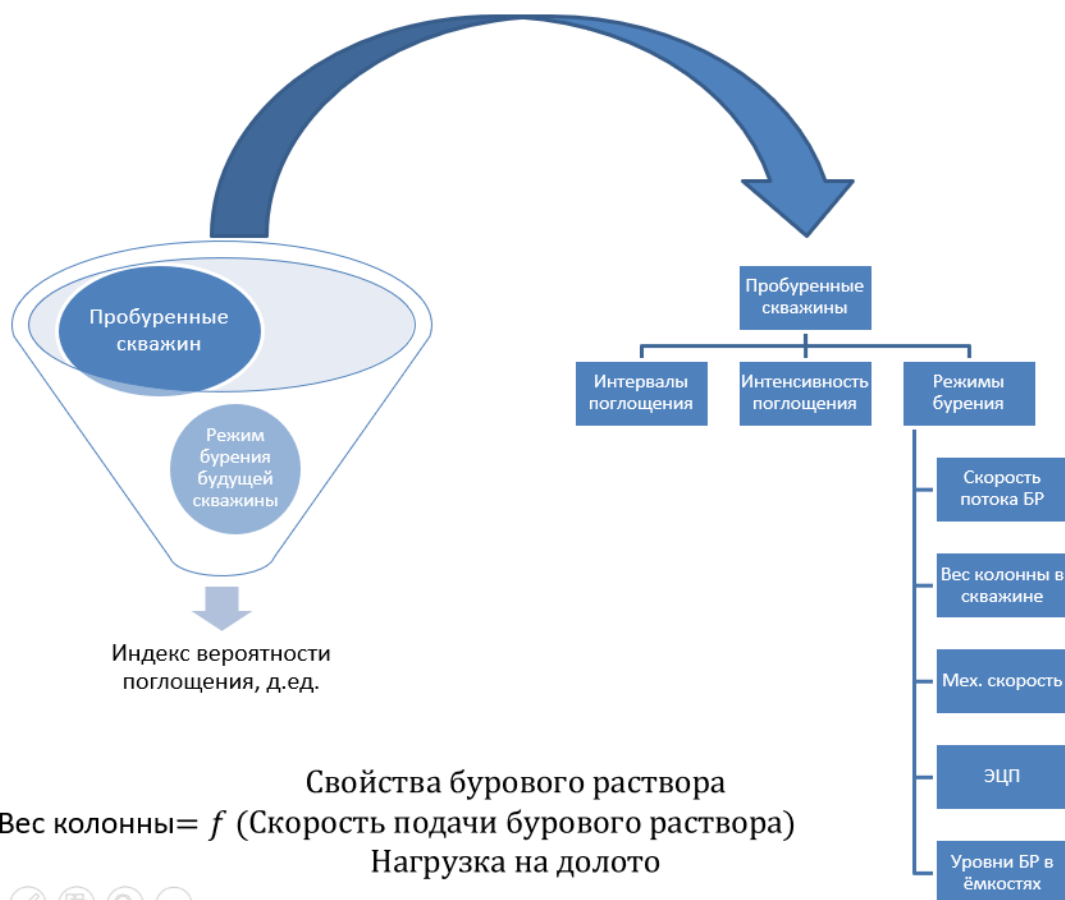 Пробуренные
скважин
Режим
бурения
будущей
скважины
Индекс вероятности
поглощения, д.ед.
Пробуренные
скважины
Интервалы
поглощения
Интенсивность
поглощения
Режимы
бурения
Скорость
потока БР
Вес колонны в
скважине
Мех. скорость
ЭЦП
Уровни БР в
ёмкостях
Свойства бурового раствора
Вес колонны= f (Скорость подачи бурового раствора)
Нагрузка на долото